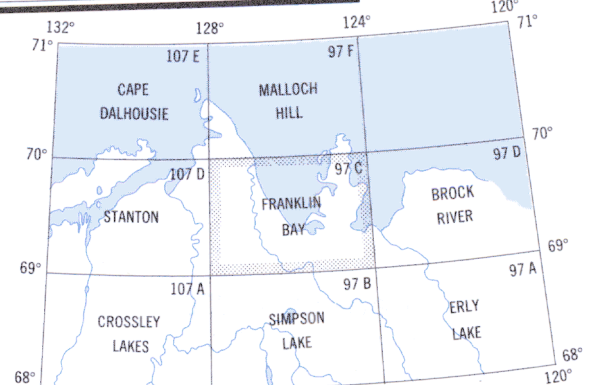 132° 128° 124° 120°
71° 71°
107 E 97 F
CAPE
DALHOUSIE
MALLOCH
HILL
70° 70°
107 D 97 C 97 D
STANTON
FRANKLIN
BAY
BROCK
RIVER
69° 69°
107 A 97 B 97 A
CROSSLEY
LAKES
SIMPSON
LAKE
ERLY
LAKE
68° 68°
120°